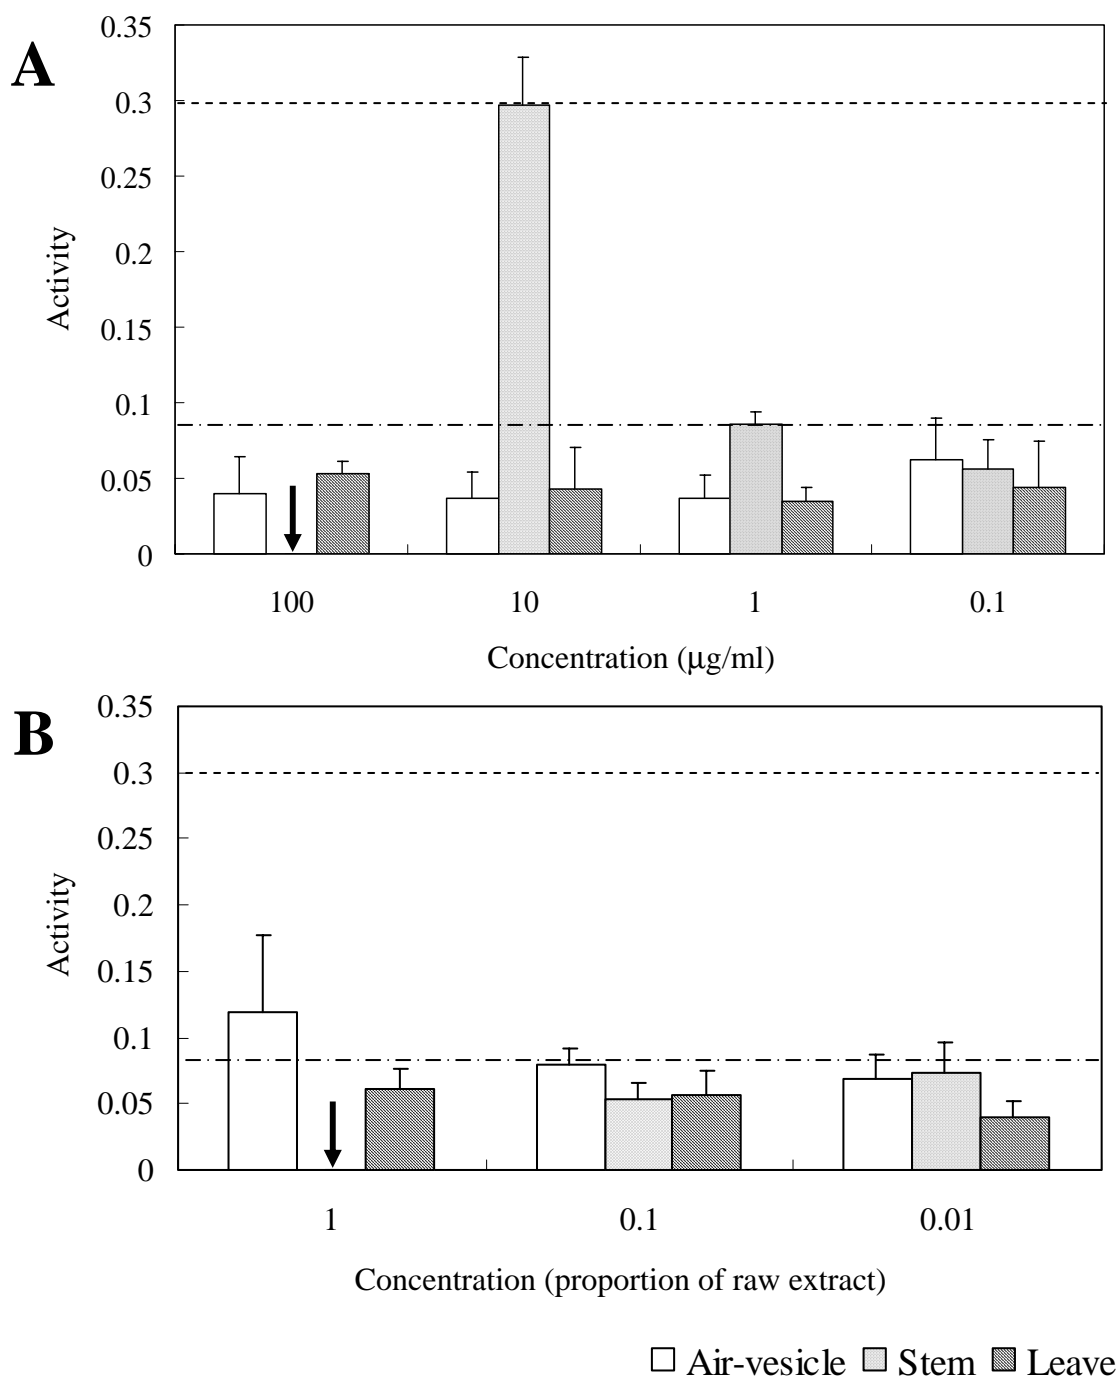 A
0.35
0.3
0.25
0.2
0.15
0.1
0.05
0
Activity
100 10 1 0.1
Concentration (μg/ml)
B
0.35
0.3
0.25
0.2
0.15
0.1
0.05
0
Activity
1 0.1 0.01
Concentration (proportion of raw extract)
Air-vesicle Stem Leave